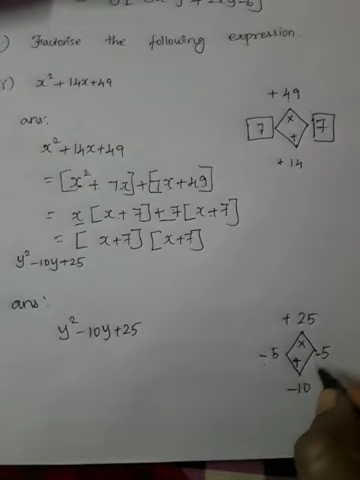 ) Factorise the following expression.
i) x² + 14x + 49
ans:
x² + 14x + 49
= [x² + 7x] + [7x + 49]
= x [x + 7] + 7 [x + 7]
= [x + 7] [x + 7]
+ 49
7 × + 7
+ 14
y² - 10y + 25
ans:
y² - 10y + 25
+ 25
- 5 × + - 5
- 10